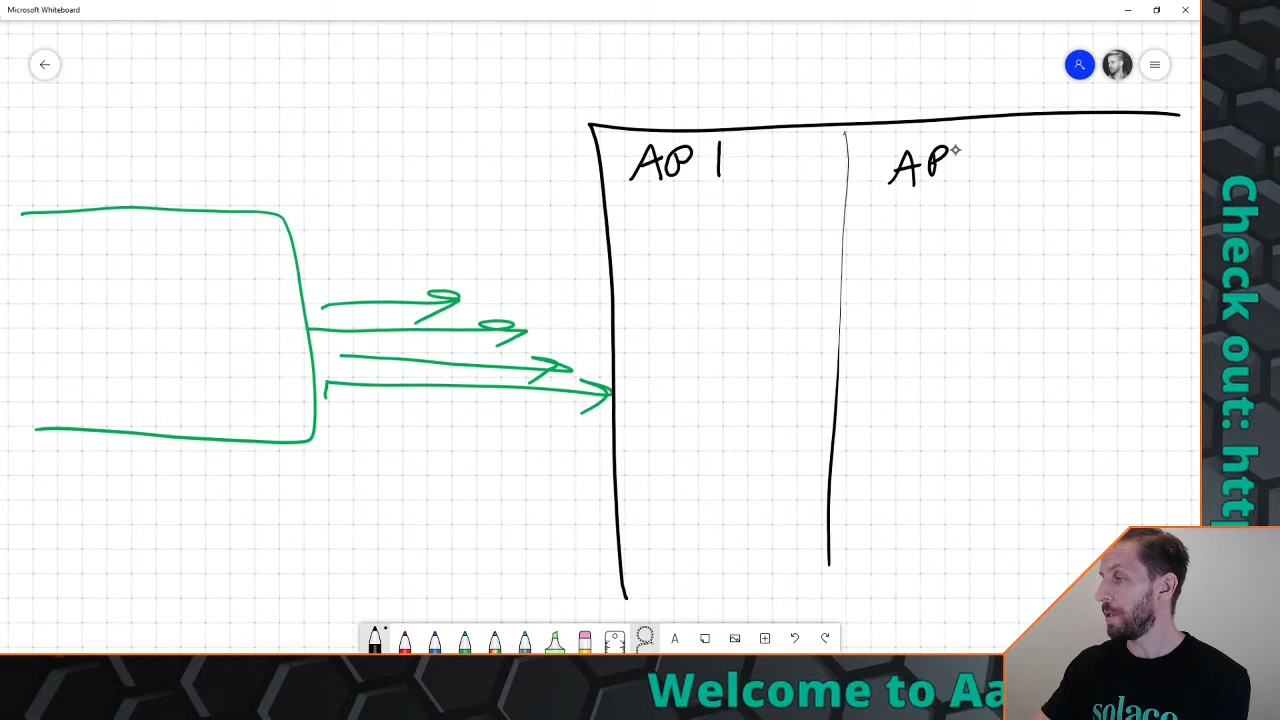 Microsoft Whiteboard
AP 1
AP
A
Check out: htt
Welcome to Aa
solace